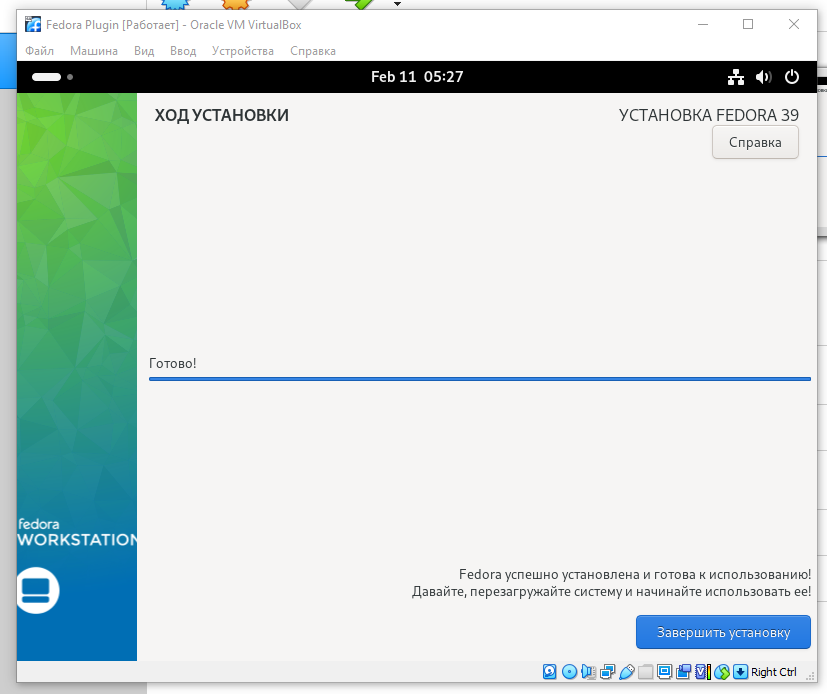 Fedora Plugin [Работает] - Oracle VM VirtualBox
Файл Машина Вид Ввод Устройства Справка
Feb 11 05:27
ХОД УСТАНОВКИ
УСТАНОВКА FEDORA 39
Справка
Готово!
fedora
WORKSTATION
Fedora успешно установлена и готова к использованию!
Давайте, перезагружайте систему и начинайте использовать ее!
Завершить установку
Right Ctrl